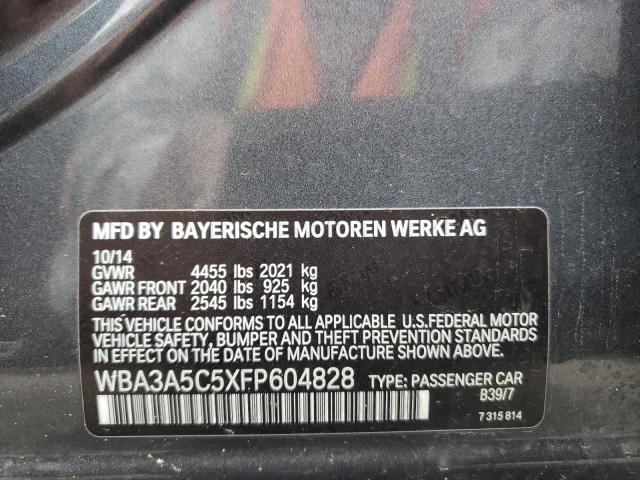 MFD BY BAYERISCHE MOTOREN WERKE AG
10/14
GVWR 4455 lbs 2021 kg
GAWR FRONT 2040 lbs 925 kg
GAWR REAR 2545 lbs 1154 kg
THIS VEHICLE CONFORMS TO ALL APPLICABLE U.S.FEDERAL MOTOR
VEHICLE SAFETY, BUMPER AND THEFT PREVENTION STANDARDS
IN EFFECT ON THE DATE OF MANUFACTURE SHOWN ABOVE.
WBA3A5C5XFP604828 TYPE: PASSENGER CAR
B39/7
7 315 814